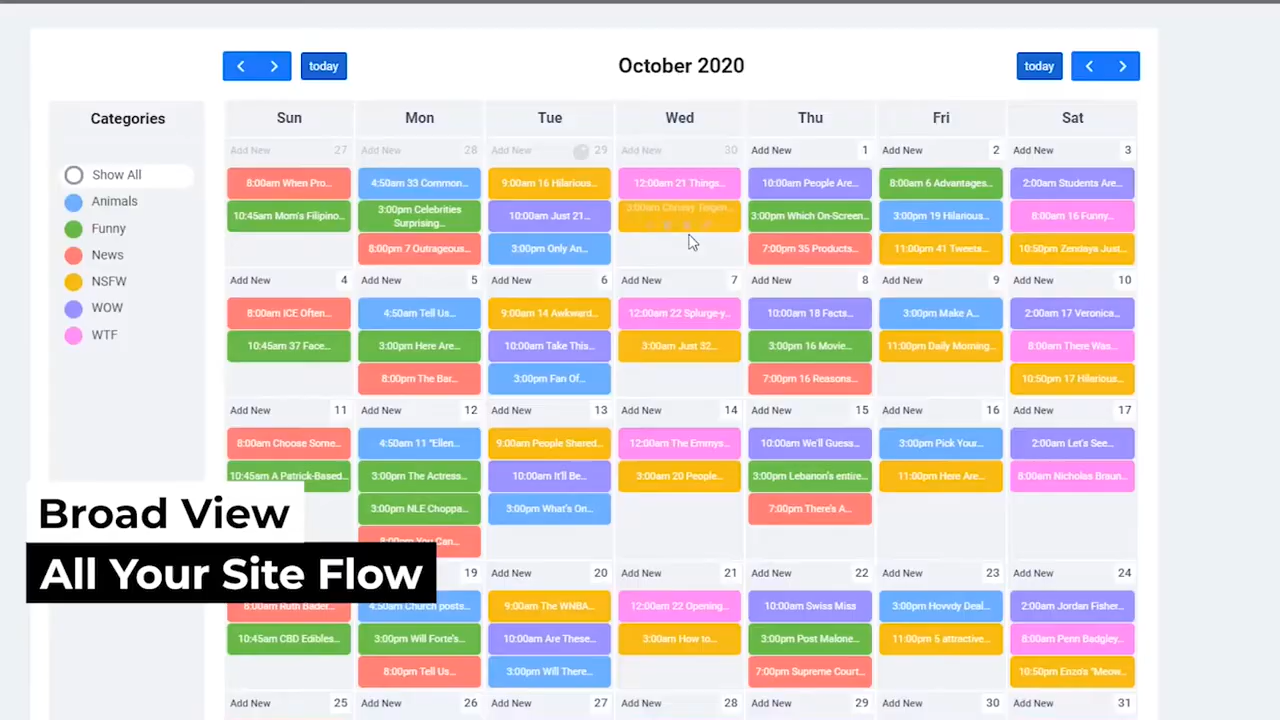 today
October 2020
today
Categories
Show All
Animals
Funny
News
NSFW
WOW
WTF
Sun Mon Tue Wed Thu Fri Sat
Add New 27 Add New 28 Add New 29 Add New 30 Add New 1 Add New 2 Add New 3
8:00am When Pro... 4:50am 33 Common... 9:00am 16 Hilarious... 12:00am 21 Things... 10:00am People Are... 8:00am 6 Advantages... 2:00am Students Are...
10:45am Mom's Filipino... 3:00pm Celebrities Surprising... 10:00am Just 21... 3:00am Chrissy Teigen... 3:00pm Which On-Screen... 3:00pm 19 Hilarious... 8:00am 16 Funny...
8:00pm 7 Outrageous... 3:00pm Only An... 7:00pm 35 Products... 11:00pm 41 Tweets... 10:50pm Zendaya Just...
Add New 4 Add New 5 Add New 6 Add New 7 Add New 8 Add New 9 Add New 10
8:00am ICE Often... 4:50am Tell Us... 9:00am 14 Awkward... 12:00am 22 Splurge-y... 10:00am 18 Facts... 3:00pm Make A... 2:00am 17 Veronica...
10:45am 37 Face... 3:00pm Here Are... 10:00am Take This... 3:00am Just 32... 3:00pm 16 Movie... 11:00pm Daily Morning... 8:00am There Was...
8:00pm The Bar... 3:00pm Fan Of... 7:00pm 16 Reasons... 10:50pm 17 Hilarious...
Add New 11 Add New 12 Add New 13 Add New 14 Add New 15 Add New 16 Add New 17
8:00am Choose Some... 4:50am 11 "Ellen... 9:00am People Shared... 12:00am The Emmys... 10:00am We'll Guess... 3:00pm Pick Your... 2:00am Let's See...
10:45am A Patrick-Based... 3:00pm The Actress... 10:00am It'll Be... 3:00am 20 People... 3:00pm Lebanon's entire... 11:00pm Here Are... 8:00am Nicholas Braun...
3:00pm NLE Choppa... 3:00pm What's On... 7:00pm There's A...
8:00pm You Can...
Broad View
All Your Site Flow
19 Add New 20 Add New 21 Add New 22 Add New 23 Add New 24
8:00am Ruth Bader... 4:50am Church posts... 9:00am The WNBA... 12:00am 22 Opening... 10:00am Swiss Miss 3:00pm Hovvdy Deal... 2:00am Jordan Fisher...
10:45am CBD Edibles... 3:00pm Will Forte's... 10:00am Are These... 3:00am How to... 3:00pm Post Malone... 11:00pm 5 attractive... 8:00am Penn Badgley...
8:00pm Tell Us... 3:00pm Will There... 7:00pm Supreme Court... 10:50pm Enzo's "Meow...
Add New 25 Add New 26 Add New 27 Add New 28 Add New 29 Add New 30 Add New 31